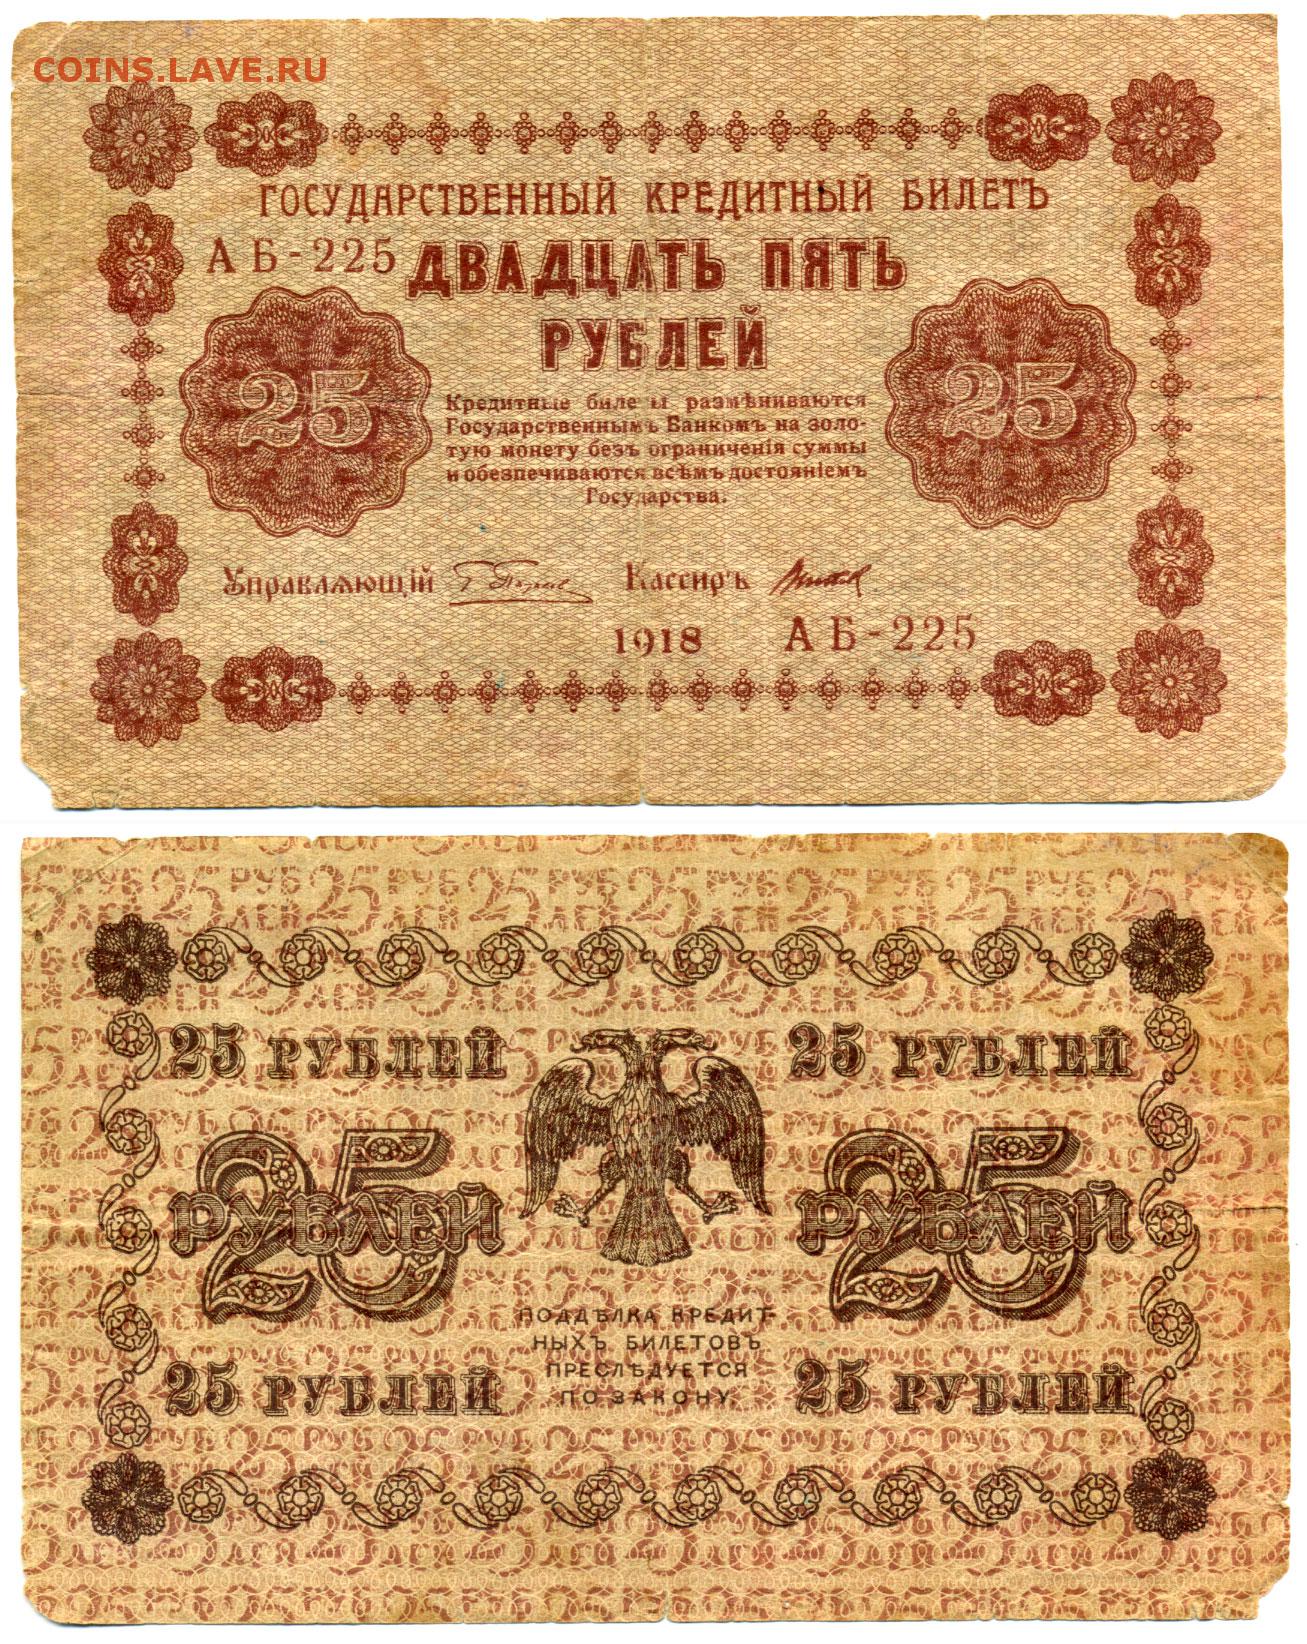 COINS.LAVE.RU
ГОСУДАРСТВЕННЫЙ КРЕДИТНЫЙ БИЛЕТЪ
АБ-225
ДВАДЦАТЬ ПЯТЬ
РУБЛЕЙ
25
25
Кредитные билеты размѣниваются
Государственнымъ Банкомъ на золо-
тую монету безъ ограниченія суммы
и обезпечиваются всѣмъ достояніемъ
Государства.
Управляющій
Кассиръ
1918 АБ-225
25 РУБЛЕЙ 25 РУБЛЕЙ
25 РУБЛЕЙ
25 РУБЛЕЙ
ПОДДѢЛКА КРЕДИТ-
НЫХЪ БИЛЕТОВЪ
ПРЕСЛѢДУЕТСЯ
ПО ЗАКОНУ.
25 РУБЛЕЙ 25 РУБЛЕЙ